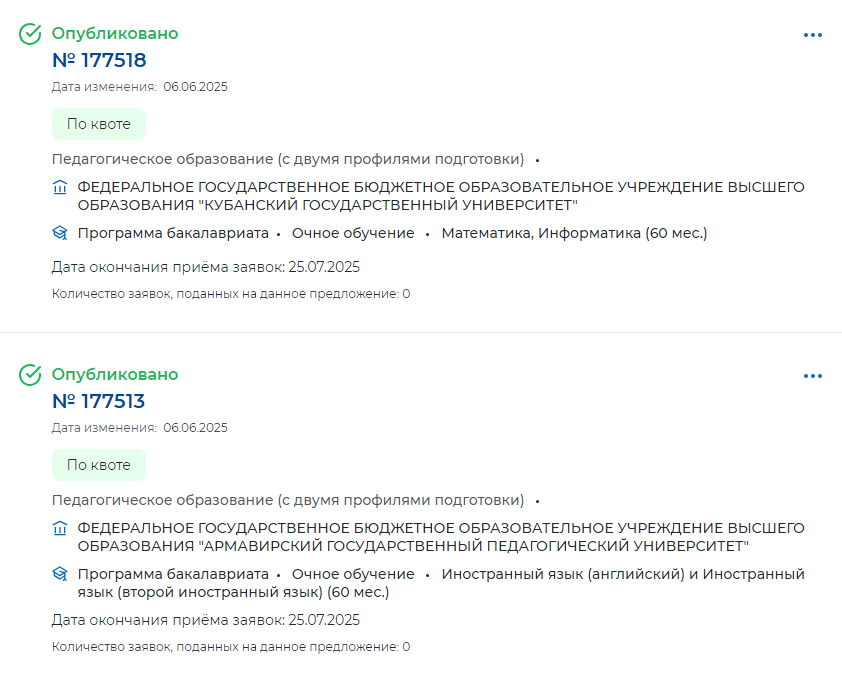 Опубликовано
№ 177518
Дата изменения: 06.06.2025
По квоте
Педагогическое образование (с двумя профилями подготовки) •
ФЕДЕРАЛЬНОЕ ГОСУДАРСТВЕННОЕ БЮДЖЕТНОЕ ОБРАЗОВАТЕЛЬНОЕ УЧРЕЖДЕНИЕ ВЫСШЕГО
ОБРАЗОВАНИЯ "КУБАНСКИЙ ГОСУДАРСТВЕННЫЙ УНИВЕРСИТЕТ"
Программа бакалавриата • Очное обучение • Математика, Информатика (60 мес.)
Дата окончания приёма заявок: 25.07.2025
Количество заявок, поданных на данное предложение: 0
Опубликовано
№ 177513
Дата изменения: 06.06.2025
По квоте
Педагогическое образование (с двумя профилями подготовки) •
ФЕДЕРАЛЬНОЕ ГОСУДАРСТВЕННОЕ БЮДЖЕТНОЕ ОБРАЗОВАТЕЛЬНОЕ УЧРЕЖДЕНИЕ ВЫСШЕГО
ОБРАЗОВАНИЯ "АРМАВИРСКИЙ ГОСУДАРСТВЕННЫЙ ПЕДАГОГИЧЕСКИЙ УНИВЕРСИТЕТ"
Программа бакалавриата • Очное обучение • Иностранный язык (английский) и Иностранный
язык (второй иностранный язык) (60 мес.)
Дата окончания приёма заявок: 25.07.2025
Количество заявок, поданных на данное предложение: 0